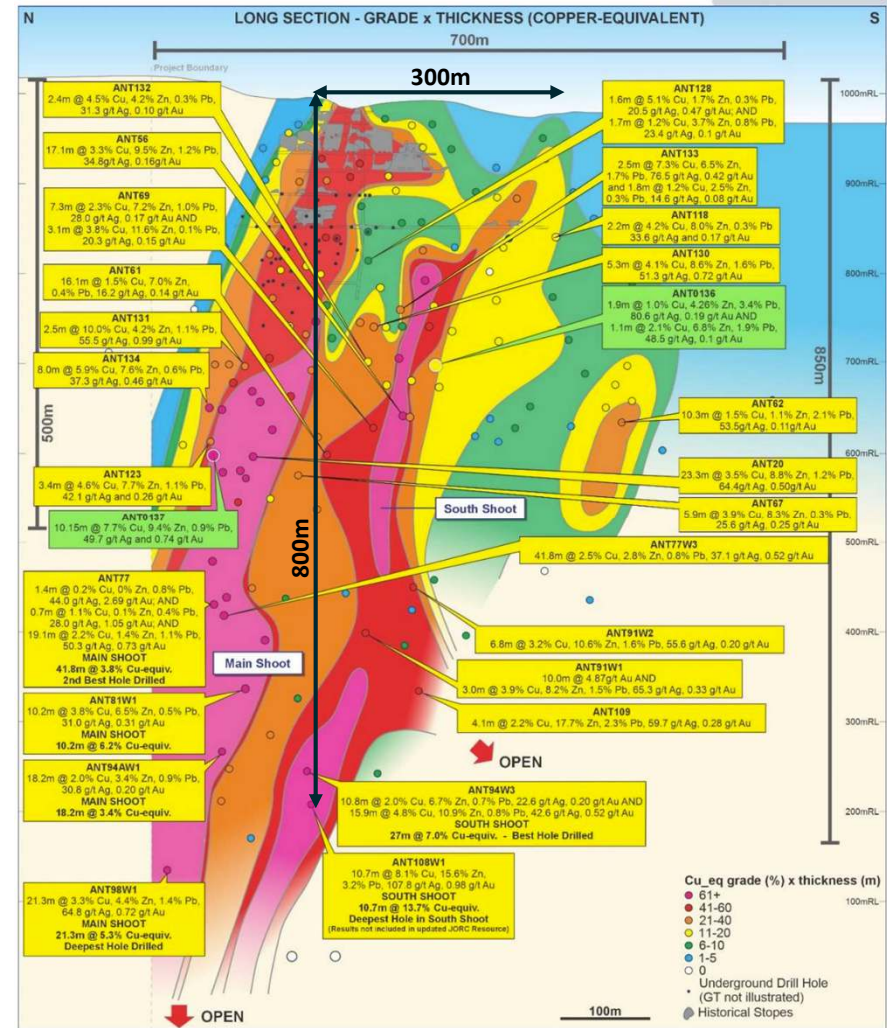 N
LONG SECTION - GRADE x THICKNESS (COPPER-EQUIVALENT)
S
700m
Project Boundary
300m
ANT132
2.4m @ 4.5% Cu, 4.2% Zn, 0.3% Pb,
31.3 g/t Ag, 0.10 g/t Au
ANT56
17.1m @ 3.3% Cu, 9.5% Zn, 1.2% Pb,
34.8g/t Ag, 0.16g/t Au
ANT69
7.3m @ 2.3% Cu, 7.2% Zn, 1.0% Pb,
28.0 g/t Ag, 0.17 g/t Au AND
3.1m @ 3.8% Cu, 11.6% Zn, 0.1% Pb,
20.3 g/t Ag, 0.15 g/t Au
ANT61
16.1m @ 1.5% Cu, 7.0% Zn,
0.4% Pb, 16.2 g/t Ag, 0.14 g/t Au
ANT131
2.5m @ 10.0% Cu, 4.2% Zn, 1.1% Pb,
55.5 g/t Ag, 0.99 g/t Au
ANT134
8.0m @ 5.9% Cu, 7.6% Zn, 0.6% Pb,
37.3 g/t Ag, 0.46 g/t Au
500m
ANT123
3.4m @ 4.6% Cu, 7.7% Zn, 1.1% Pb,
42.1 g/t Ag and 0.26 g/t Au
ANT0137
10.15m @ 7.7% Cu, 9.4% Zn, 0.9% Pb,
49.7 g/t Ag and 0.74 g/t Au
ANT77
1.4m @ 0.2% Cu, 0% Zn, 0.8% Pb,
44.0 g/t Ag, 2.69 g/t Au; AND
0.7m @ 1.1% Cu, 0.1% Zn, 0.4% Pb,
28.0 g/t Ag, 1.05 g/t Au; AND
19.1m @ 2.2% Cu, 1.4% Zn, 1.1% Pb,
50.3 g/t Ag, 0.73 g/t Au
MAIN SHOOT
41.8m @ 3.8% Cu-equiv.
2nd Best Hole Drilled
ANT81W1
10.2m @ 3.8% Cu, 6.5% Zn, 0.5% Pb,
31.0 g/t Ag, 0.31 g/t Au
MAIN SHOOT
10.2m @ 6.2% Cu-equiv.
ANT94AW1
18.2m @ 2.0% Cu, 3.4% Zn, 0.9% Pb,
30.8 g/t Ag, 0.20 g/t Au
MAIN SHOOT
18.2m @ 3.4% Cu-equiv.
ANT98W1
21.3m @ 3.3% Cu, 4.4% Zn, 1.4% Pb,
64.8 g/t Ag, 0.72 g/t Au
MAIN SHOOT
21.3m @ 5.3% Cu-equiv.
Deepest Hole Drilled
OPEN
800m
Main Shoot
South Shoot
ANT128
1.6m @ 5.1% Cu, 1.7% Zn, 0.3% Pb,
20.5 g/t Ag, 0.47 g/t Au; AND
1.7m @ 1.2% Cu, 3.7% Zn, 0.8% Pb,
23.4 g/t Ag, 0.1 g/t Au
ANT133
2.5m @ 7.3% Cu, 6.5% Zn,
1.7% Pb, 76.5 g/t Ag, 0.42 g/t Au
and 1.8m @ 1.2% Cu, 2.5% Zn,
0.3% Pb, 14.6 g/t Ag, 0.08 g/t Au
ANT118
2.2m @ 4.2% Cu, 8.0% Zn, 0.3% Pb
33.6 g/t Ag and 0.17 g/t Au
ANT130
5.3m @ 4.1% Cu, 8.6% Zn, 1.6% Pb,
51.3 g/t Ag, 0.72 g/t Au
ANT0136
1.9m @ 1.0% Cu, 4.26% Zn, 3.4% Pb,
80.6 g/t Ag, 0.19 g/t Au AND
1.1m @ 2.1% Cu, 6.8% Zn, 1.9% Pb,
48.5 g/t Ag, 0.1 g/t Au
850m
ANT62
10.3m @ 1.5% Cu, 1.1% Zn, 2.1% Pb,
53.5g/t Ag, 0.11g/t Au
ANT20
23.3m @ 3.5% Cu, 8.8% Zn, 1.2% Pb,
64.4g/t Ag, 0.50g/t Au
ANT67
5.9m @ 3.9% Cu, 8.3% Zn, 0.3% Pb,
25.6 g/t Ag, 0.25 g/t Au
ANT77W3
41.8m @ 2.5% Cu, 2.8% Zn, 0.8% Pb, 37.1 g/t Ag, 0.52 g/t Au
ANT91W2
6.8m @ 3.2% Cu, 10.6% Zn, 1.6% Pb, 55.6 g/t Ag, 0.20 g/t Au
ANT91W1
10.0m @ 4.87g/t Au AND
3.0m @ 3.9% Cu, 8.2% Zn, 1.5% Pb, 65.3 g/t Ag, 0.33 g/t Au
ANT109
4.1m @ 2.2% Cu, 17.7% Zn, 2.3% Pb, 59.7 g/t Ag, 0.28 g/t Au
OPEN
ANT94W3
10.8m @ 2.0% Cu, 6.7% Zn, 0.7% Pb, 22.6 g/t Ag, 0.20 g/t Au AND
15.9m @ 4.8% Cu, 10.9% Zn, 0.8% Pb, 42.6 g/t Ag, 0.52 g/t Au
SOUTH SHOOT
27m @ 7.0% Cu-equiv. - Best Hole Drilled
ANT108W1
10.7m @ 8.1% Cu, 15.6% Zn,
3.2% Pb, 107.8 g/t Ag, 0.98 g/t Au
SOUTH SHOOT
10.7m @ 13.7% Cu-equiv.
Deepest Hole in South Shoot
(Results not included in updated JORC Resource)
1000mRL
900mRL
800mRL
700mRL
600mRL
500mRL
400mRL
300mRL
200mRL
100mRL
Cu_eq grade (%) x thickness (m)
61+
41-60
21-40
11-20
6-10
1-5
0
Underground Drill Hole
(GT not illustrated)
Historical Stopes
100m